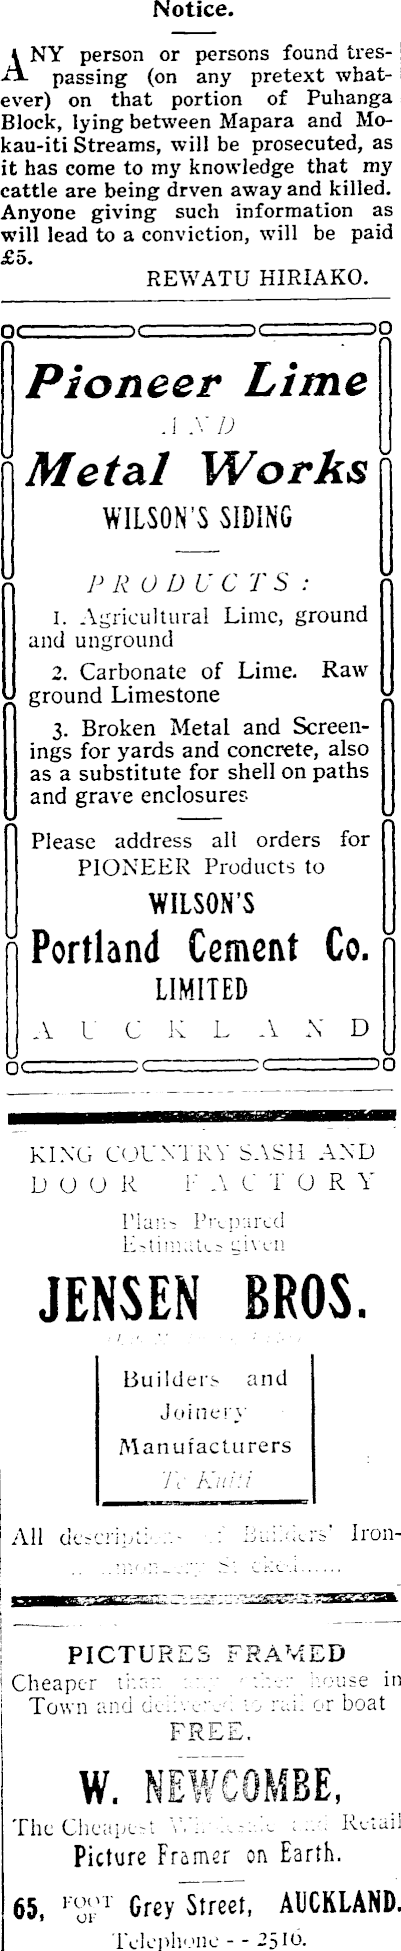 Notice.
ANY person or persons found tres-
passing (on any pretext what-
ever) on that portion of Puhanga
Block, lying between Mapara and Mo-
kau-iti Streams, will be prosecuted, as
it has come to my knowledge that my
cattle are being drven away and killed.
Anyone giving such information as
will lead to a conviction, will be paid
£5.
REWATU HIRIAKO.
Pioneer Lime
AND
Metal Works
WILSON'S SIDING
PRODUCTS:
1. Agricultural Lime, ground
and unground
2. Carbonate of Lime. Raw
ground Limestone
3. Broken Metal and Screen-
ings for yards and concrete, also
as a substitute for shell on paths
and grave enclosures
Please address all orders for
PIONEER Products to
WILSON'S
Portland Cement Co.
LIMITED
AUCKLAND
KING COUNTRY SASH AND
DOOR FACTORY
Plans Prepared
Estimates given
JENSEN BROS.
Builders and
Joinery
Manufacturers
Te Kuiti
All descriptions of Builders' Iron-
mongery Stocked......
PICTURES FRAMED
Cheaper than any other house in
Town and delivered to rail or boat
FREE.
W. NEWCOMBE,
The Cheapest Wholesale and Retail
Picture Framer on Earth.
65, FOOT OF Grey Street, AUCKLAND.
Telephone - - 2516.